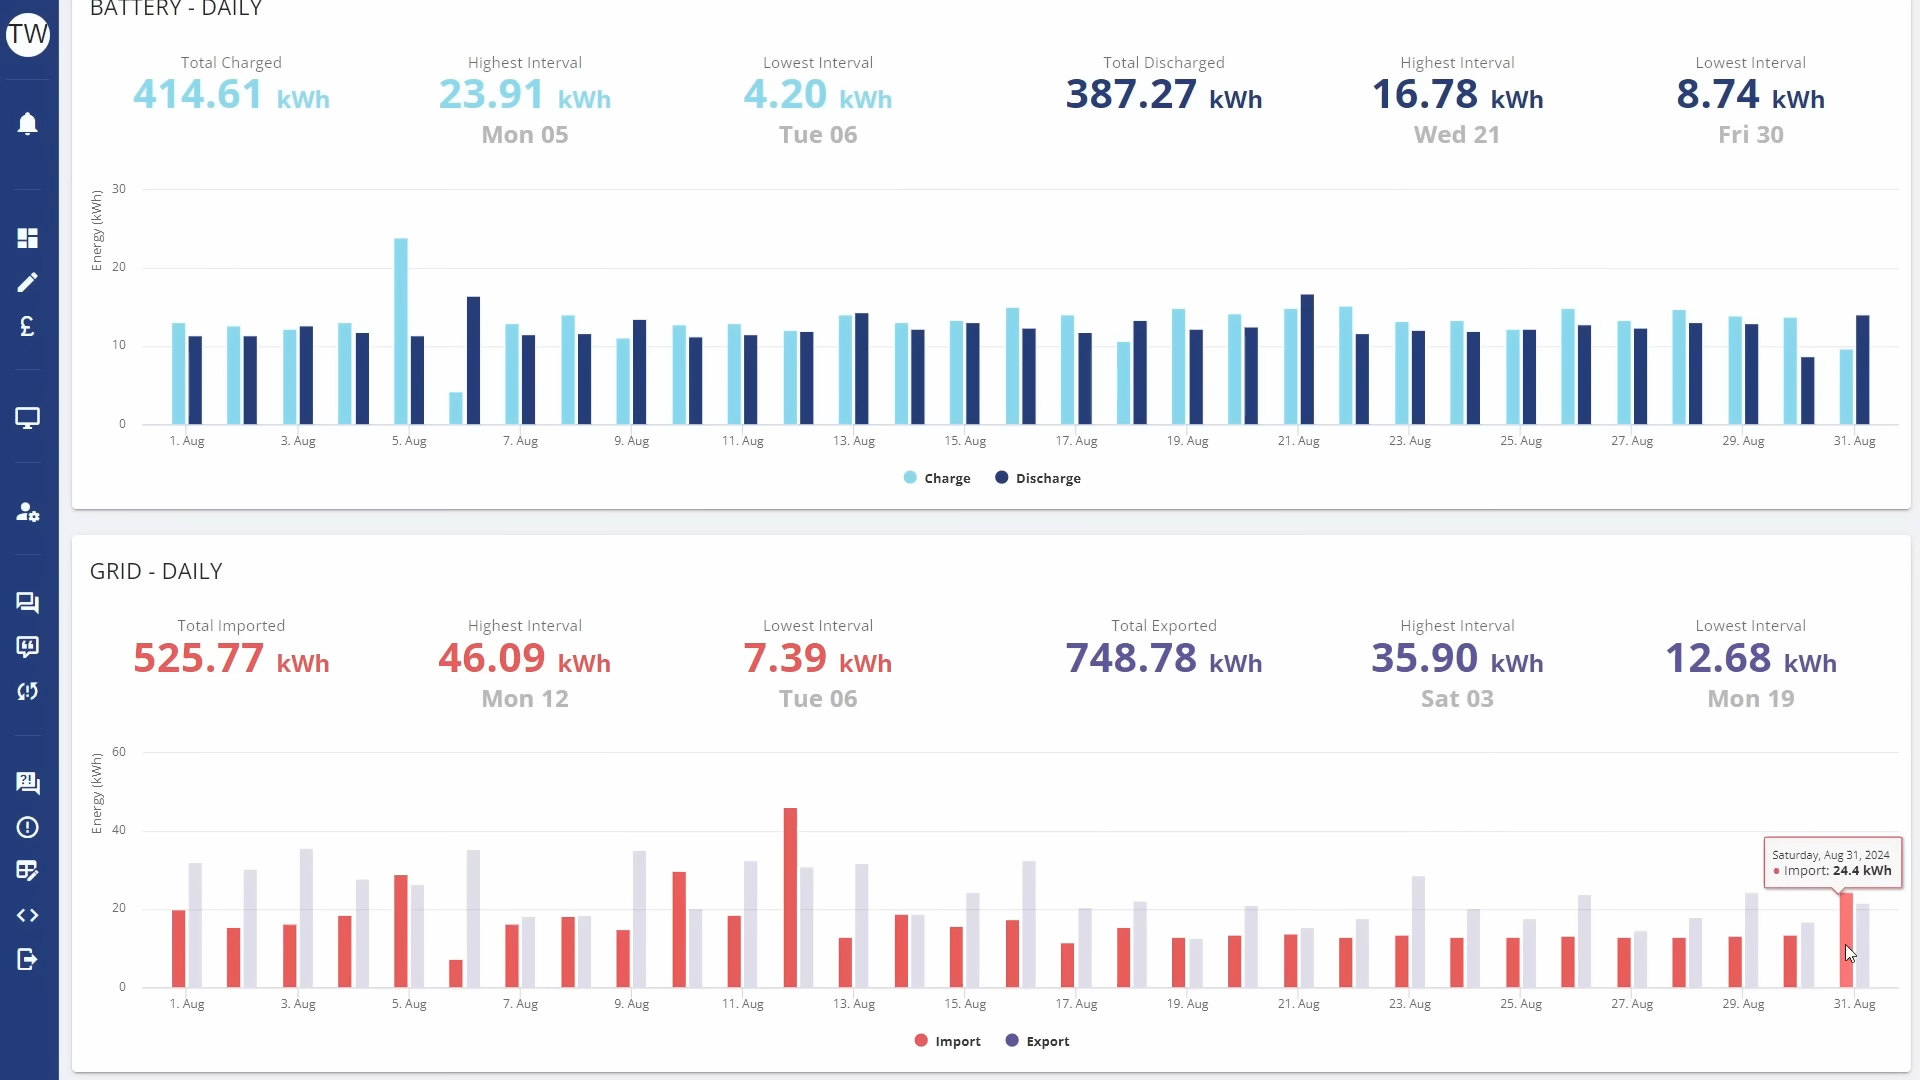 TW
BATTERY - DAILY
Total Charged
414.61 kWh
Highest Interval
23.91 kWh
Mon 05
Lowest Interval
4.20 kWh
Tue 06
Total Discharged
387.27 kWh
Highest Interval
16.78 kWh
Wed 21
Lowest Interval
8.74 kWh
Fri 30
Energy (kWh)
30
20
10
0
1. Aug 3. Aug 5. Aug 7. Aug 9. Aug 11. Aug 13. Aug 15. Aug 17. Aug 19. Aug 21. Aug 23. Aug 25. Aug 27. Aug 29. Aug 31. Aug
Charge Discharge
GRID - DAILY
Total Imported
525.77 kWh
Highest Interval
46.09 kWh
Mon 12
Lowest Interval
7.39 kWh
Tue 06
Total Exported
748.78 kWh
Highest Interval
35.90 kWh
Sat 03
Lowest Interval
12.68 kWh
Mon 19
Energy (kWh)
60
40
20
0
Saturday, Aug 31, 2024
Import: 24.4 kWh
1. Aug 3. Aug 5. Aug 7. Aug 9. Aug 11. Aug 13. Aug 15. Aug 17. Aug 19. Aug 21. Aug 23. Aug 25. Aug 27. Aug 29. Aug 31. Aug
Import Export